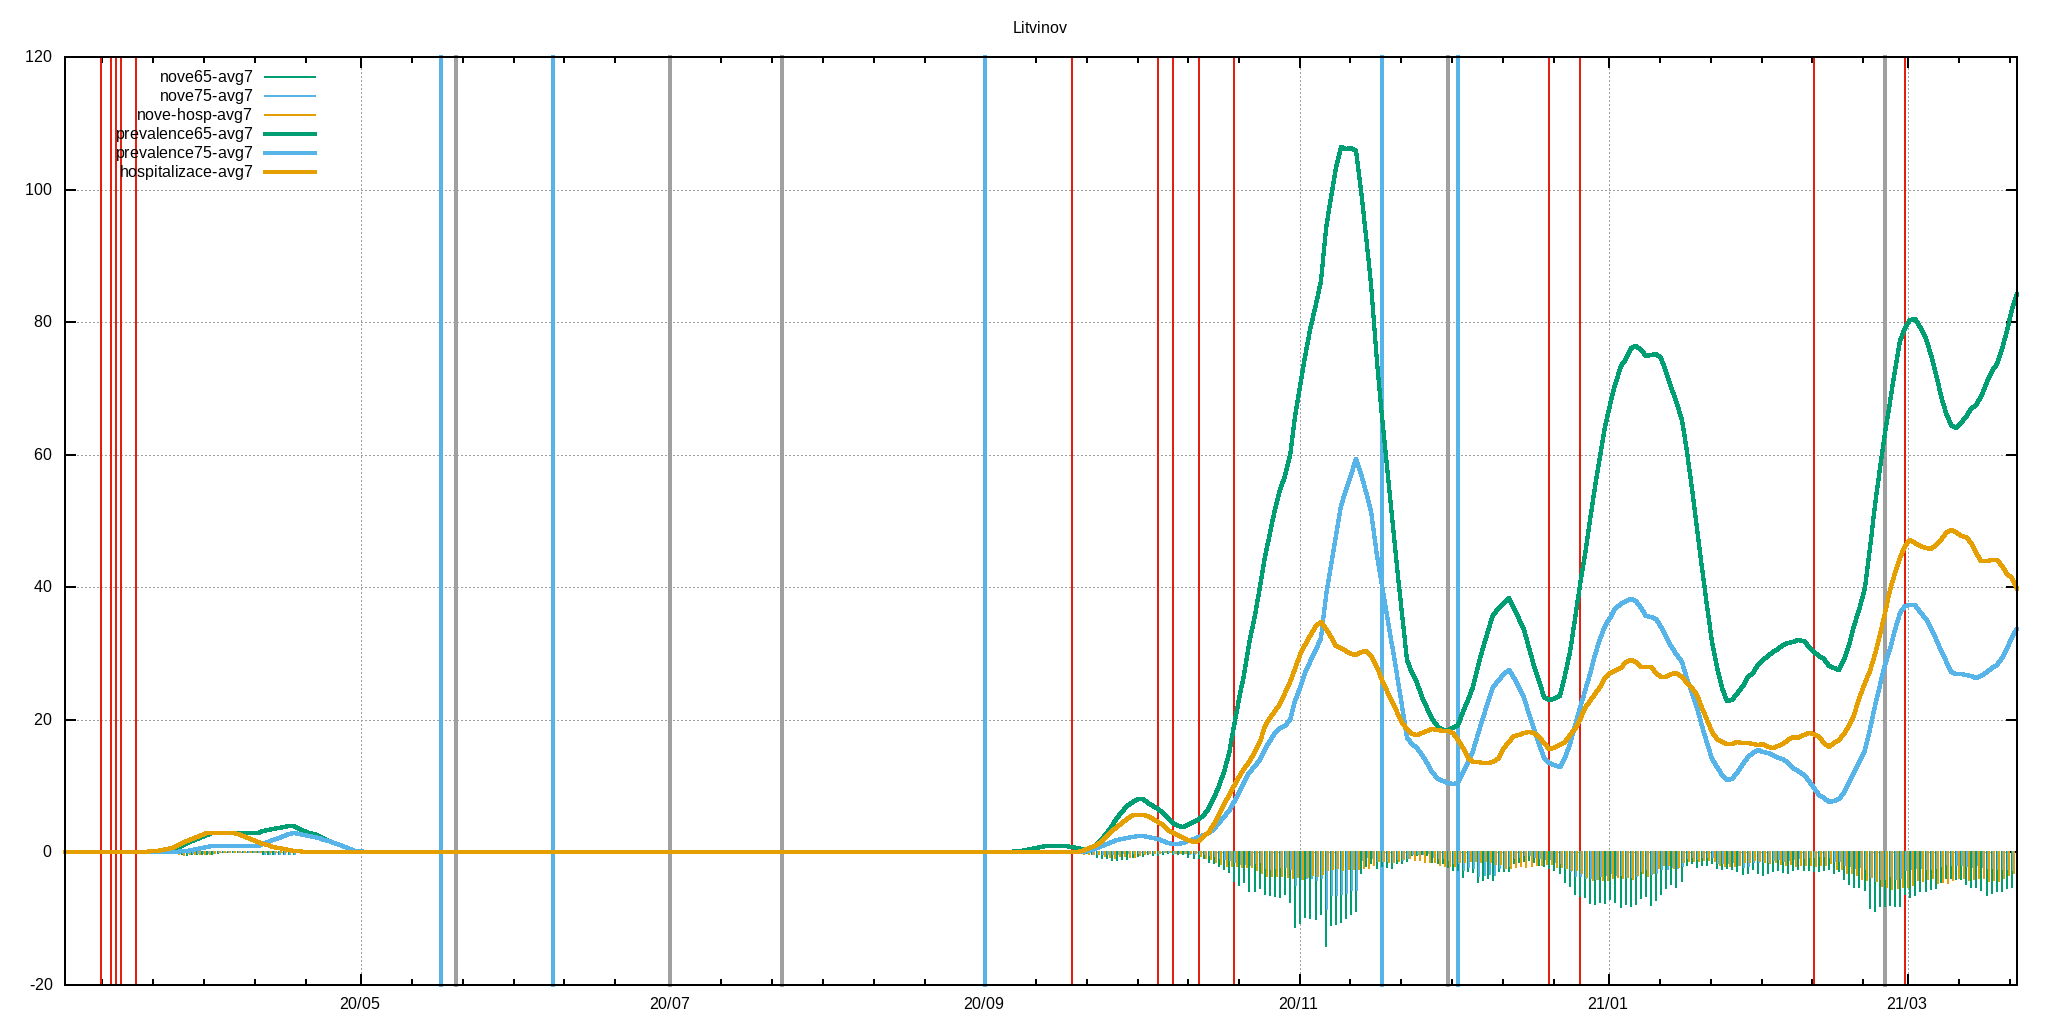 Litvinov
120
nove65-avg7
nove75-avg7
nove-hosp-avg7
prevalence65-avg7
prevalence75-avg7
hospitalizace-avg7
100
80
60
40
20
0
-20
20/05 20/07 20/09 20/11 21/01 21/03